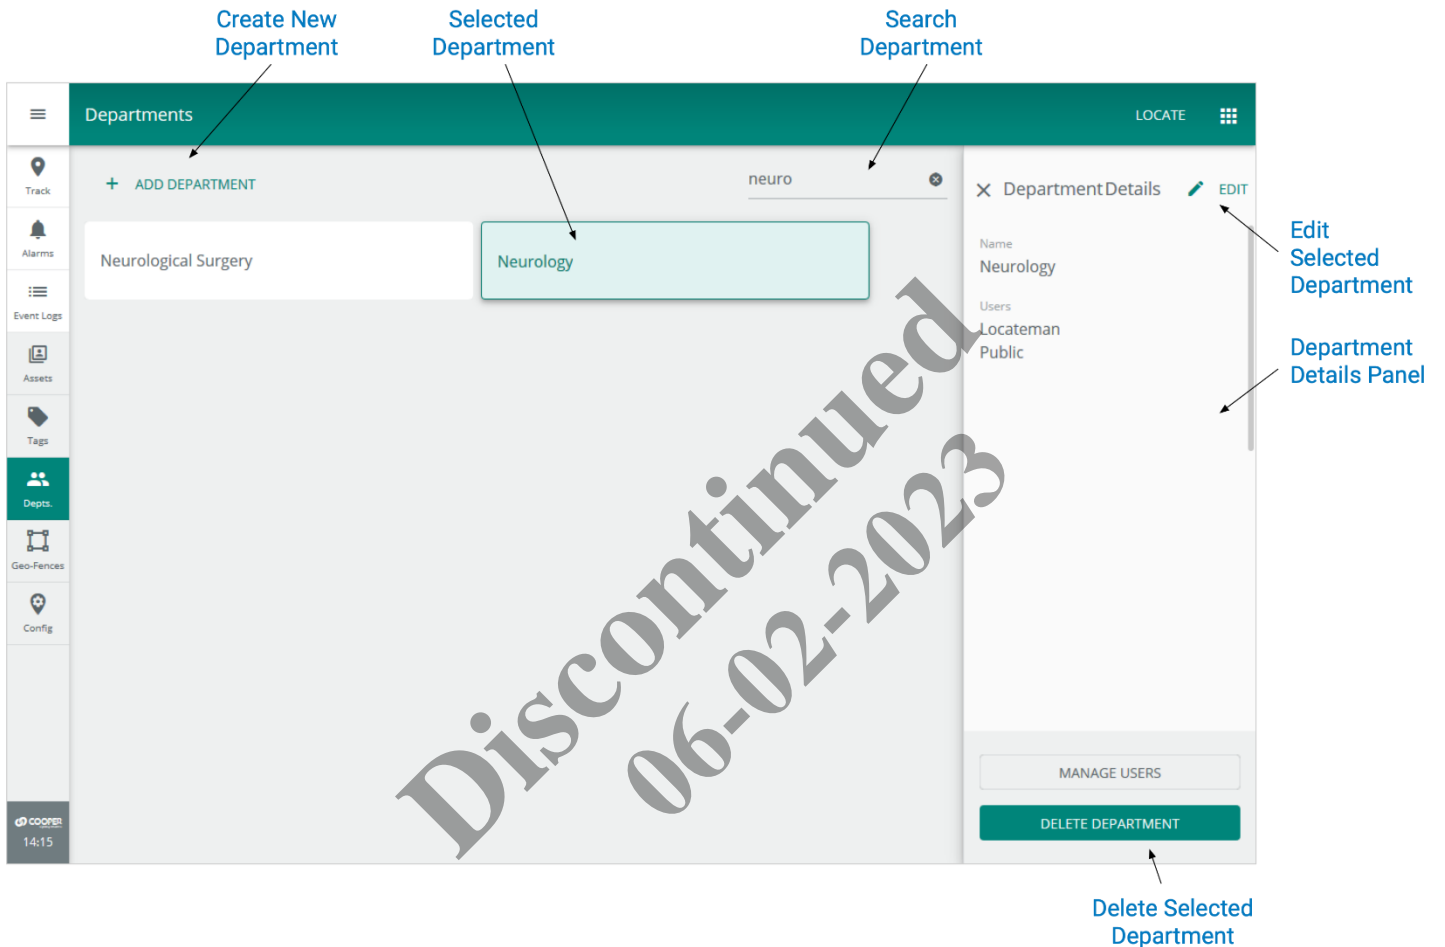 Create New
Department
Selected
Department
Search
Department
Departments
LOCATE
Track
Alarms
Event Logs
Assets
Tags
Depts.
Geo-Fences
Config
COOPER
14:15
+ ADD DEPARTMENT
neuro
Neurological Surgery
Neurology
Department Details
EDIT
Name
Neurology
Users
Locateman
Public
MANAGE USERS
DELETE DEPARTMENT
Edit
Selected
Department
Department
Details Panel
Delete Selected
Department
Discontinued
06-02-2023